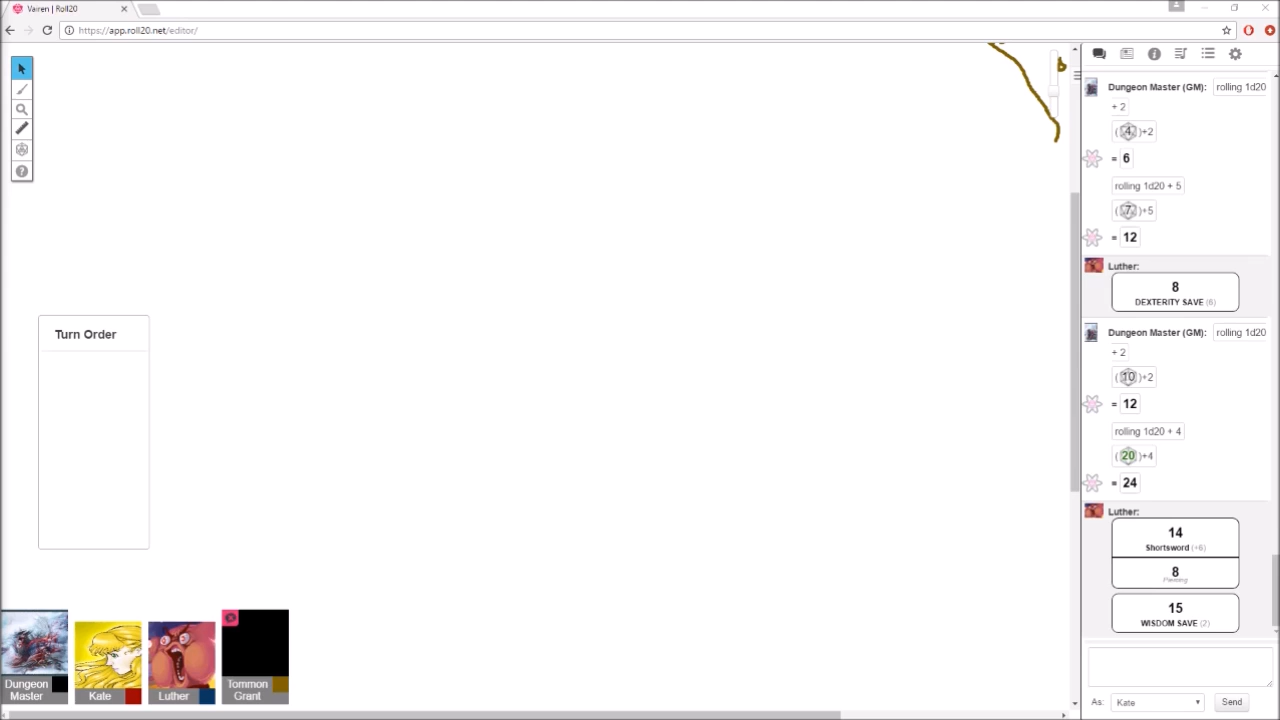 Vairen | Roll20
https://app.roll20.net/editor/
Dungeon Master (GM): rolling 1d20
+ 2
(4)+2
= 6
rolling 1d20 + 5
(7)+5
= 12
Luther:
8
DEXTERITY SAVE (6)
Dungeon Master (GM): rolling 1d20
+ 2
(10)+2
= 12
rolling 1d20 + 4
(20)+4
= 24
Luther:
14
Shortsword (+6)
8
Piercing
15
WISDOM SAVE (2)
Turn Order
Dungeon
Master
Kate
Luther
Tommon
Grant
As: Kate
Send